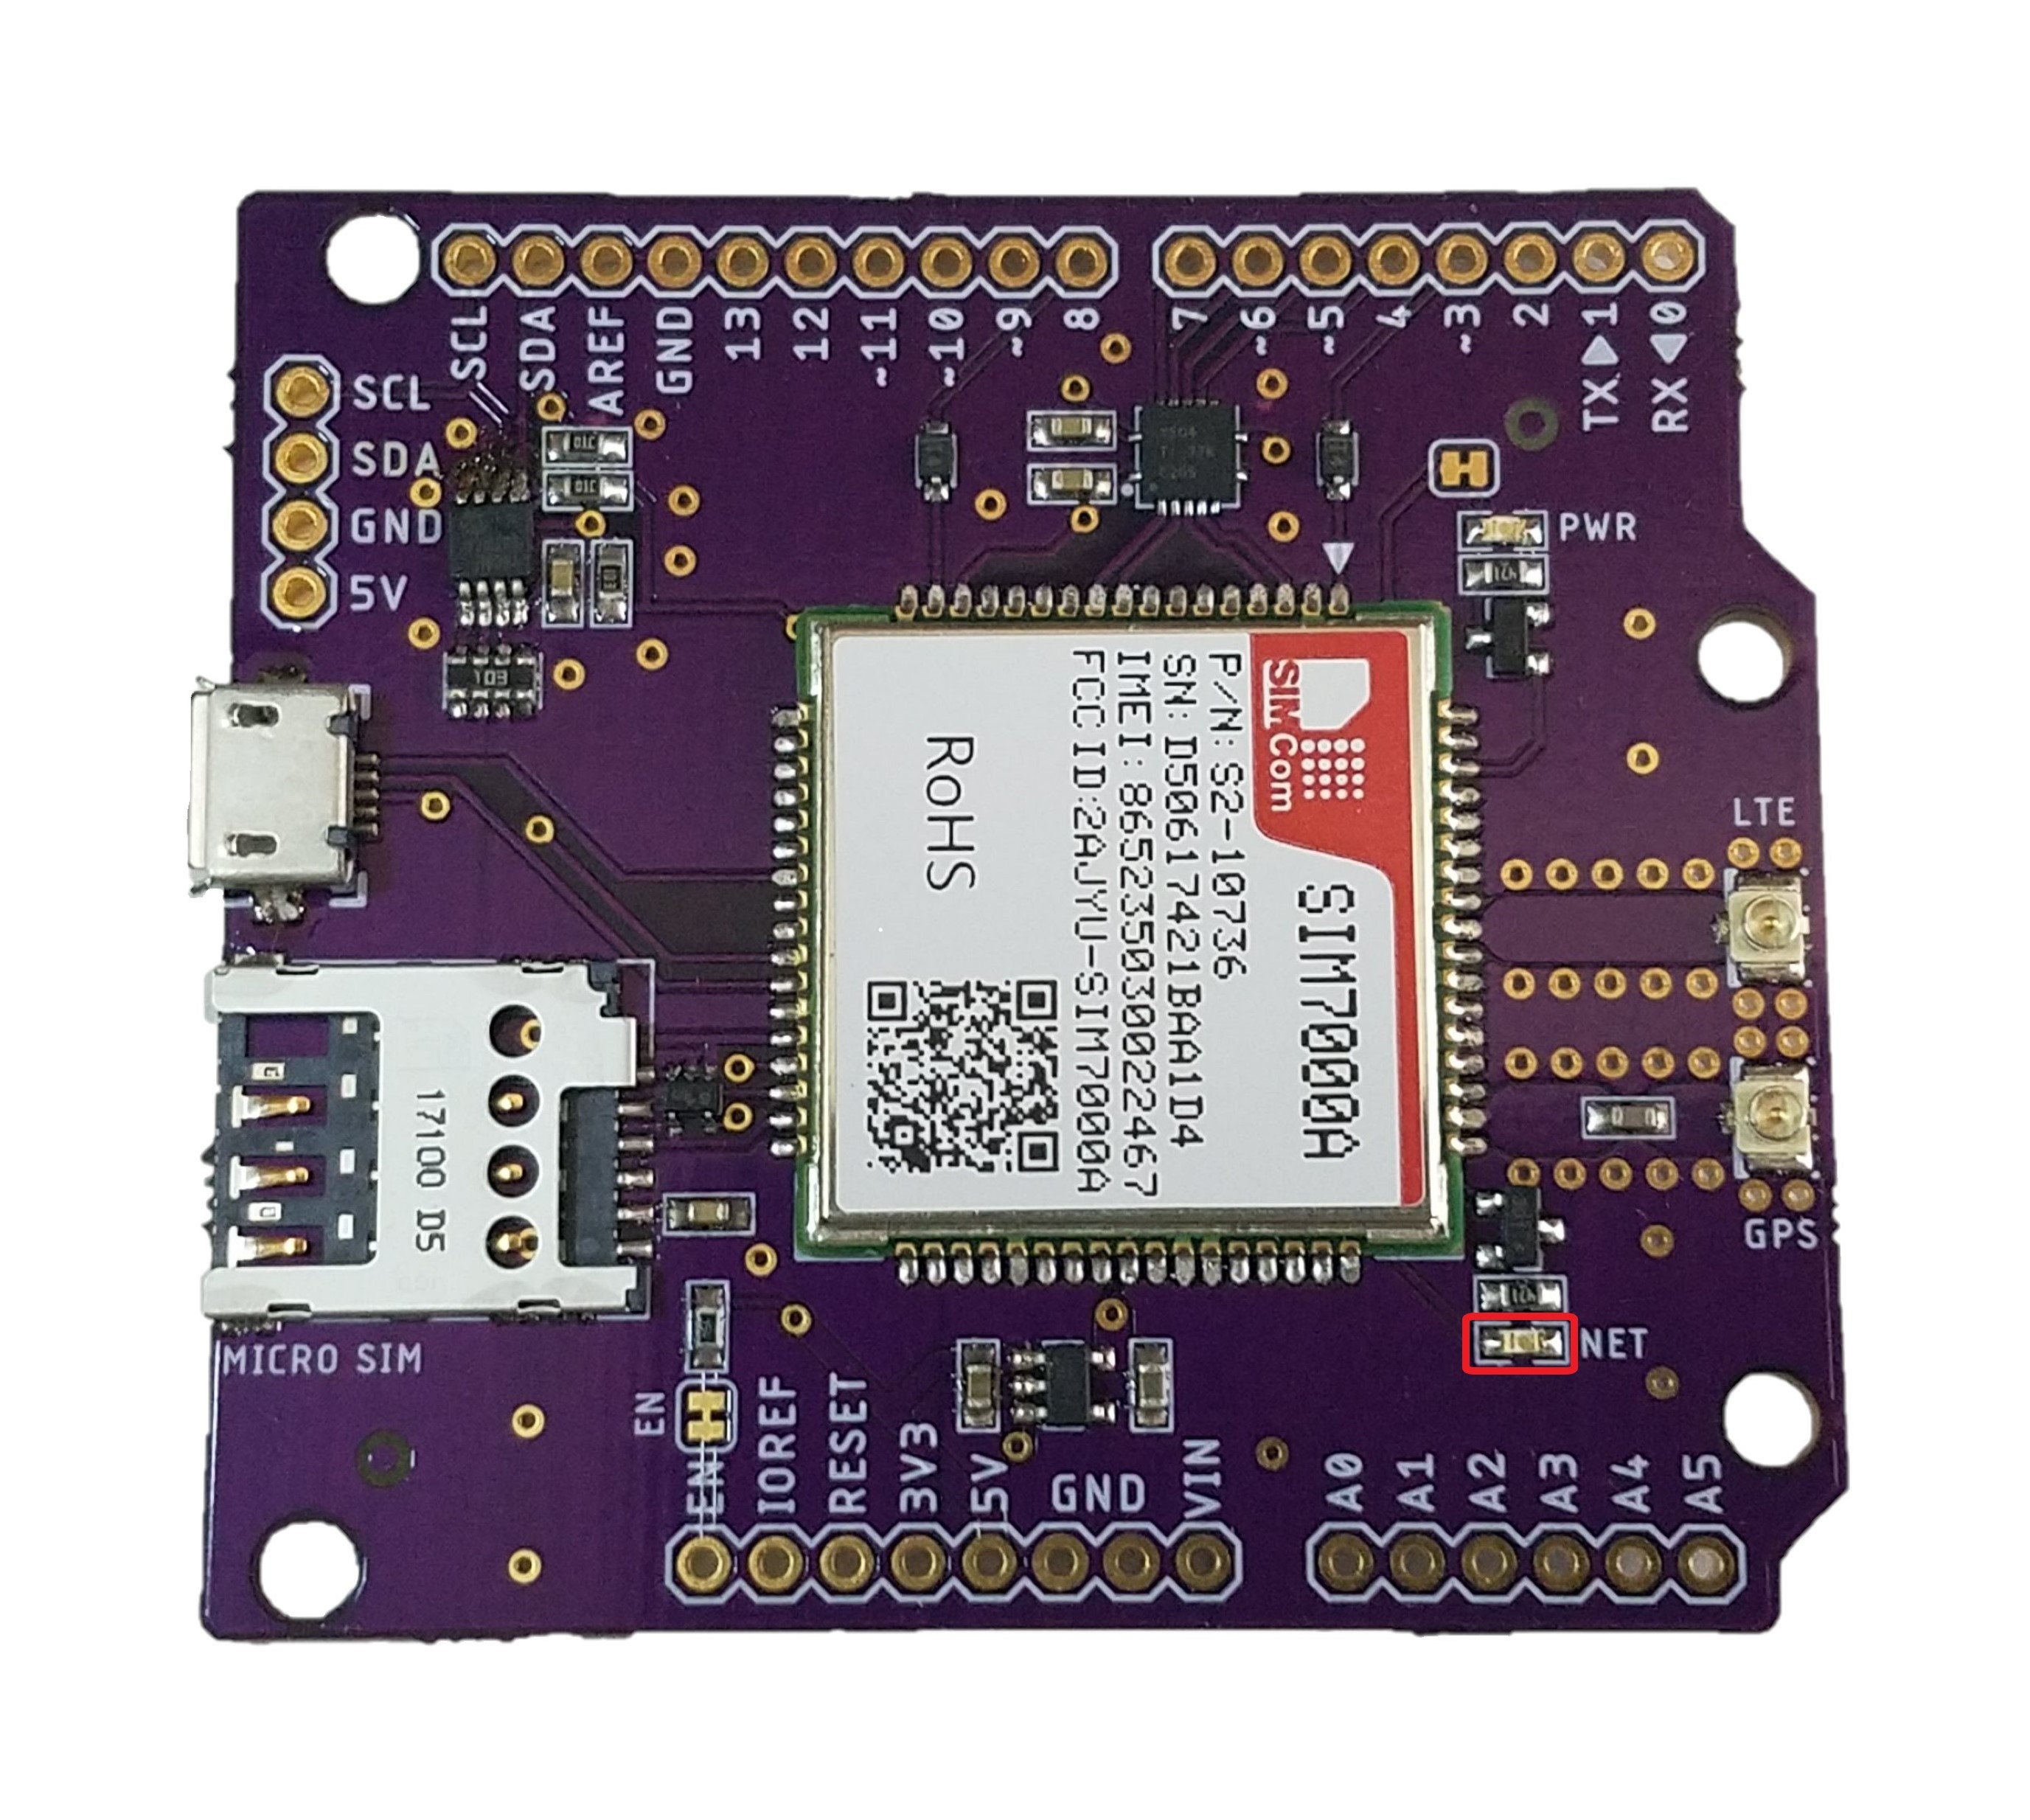 SCL
SDA
AREF
GND
13
12
~11
~10
~9
8
7
~6
~5
4
~3
2
TX▶1
RX◀0
SCL
SDA
GND
5V
PWR
LTE
GPS
NET
SIMCom
SIM7000A
P/N:S2-10736
SN:D50617421BAA1D4
IMEI:865235030022467
FCC ID:2AJYU-SIM7000A
RoHS
17100 D5
MICRO SIM
103
EN
EN
IOREF
RESET
3V3
5V
GND
VIN
A0
A1
A2
A3
A4
A5